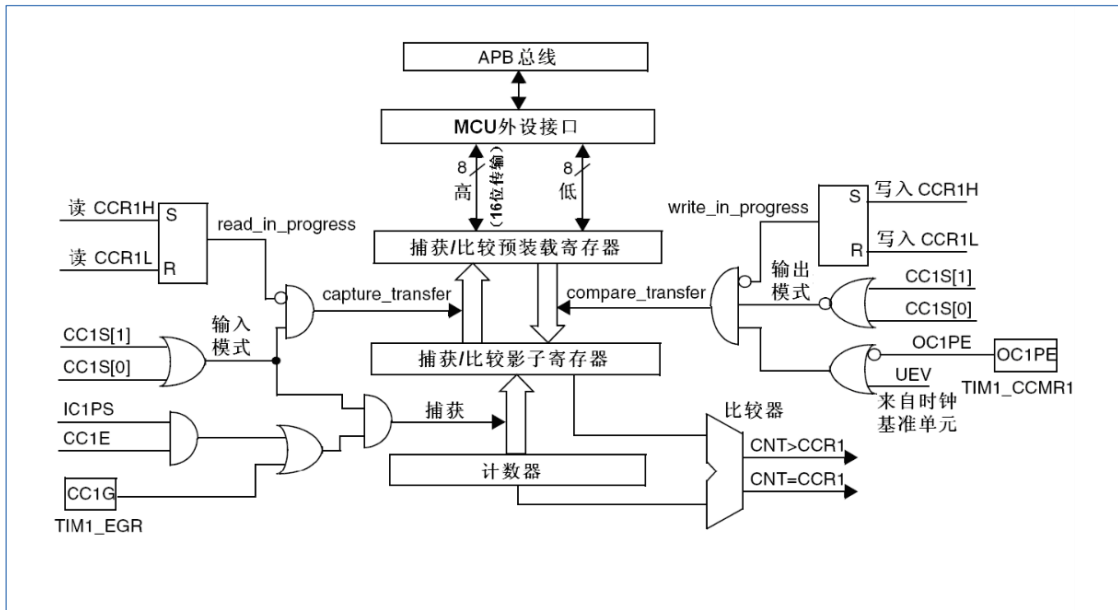 APB 总线
MCU外设接口
8
高
(16位传输)
8
低
读 CCR1H
S
read_in_progress
读 CCR1L
R
捕获/比较预装载寄存器
write_in_progress
S
写入 CCR1H
R
写入 CCR1L
capture_transfer
compare_transfer
输出
模式
CC1S[1]
CC1S[0]
CC1S[1]
输入
模式
CC1S[0]
捕获/比较影子寄存器
OC1PE
OC1PE
UEV
TIM1_CCMR1
来自时钟
基准单元
IC1PS
CC1E
捕获
比较器
CNT>CCR1
CNT=CCR1
计数器
CC1G
TIM1_EGR